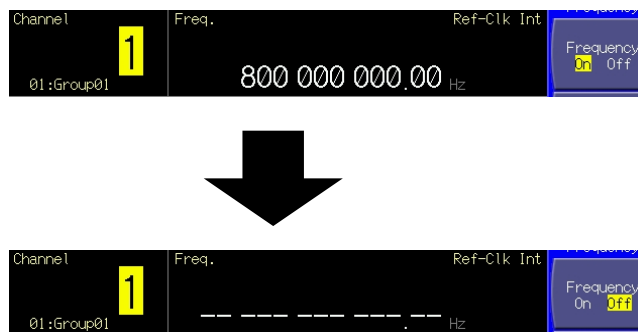 Channel 1 Freq. Ref-Clk Int
Frequency
On Off
01:Group01 800 000 000.00 Hz
Channel 1 Freq. Ref-Clk Int
Frequency
On Off
01:Group01 -- --- --- ---.-- Hz